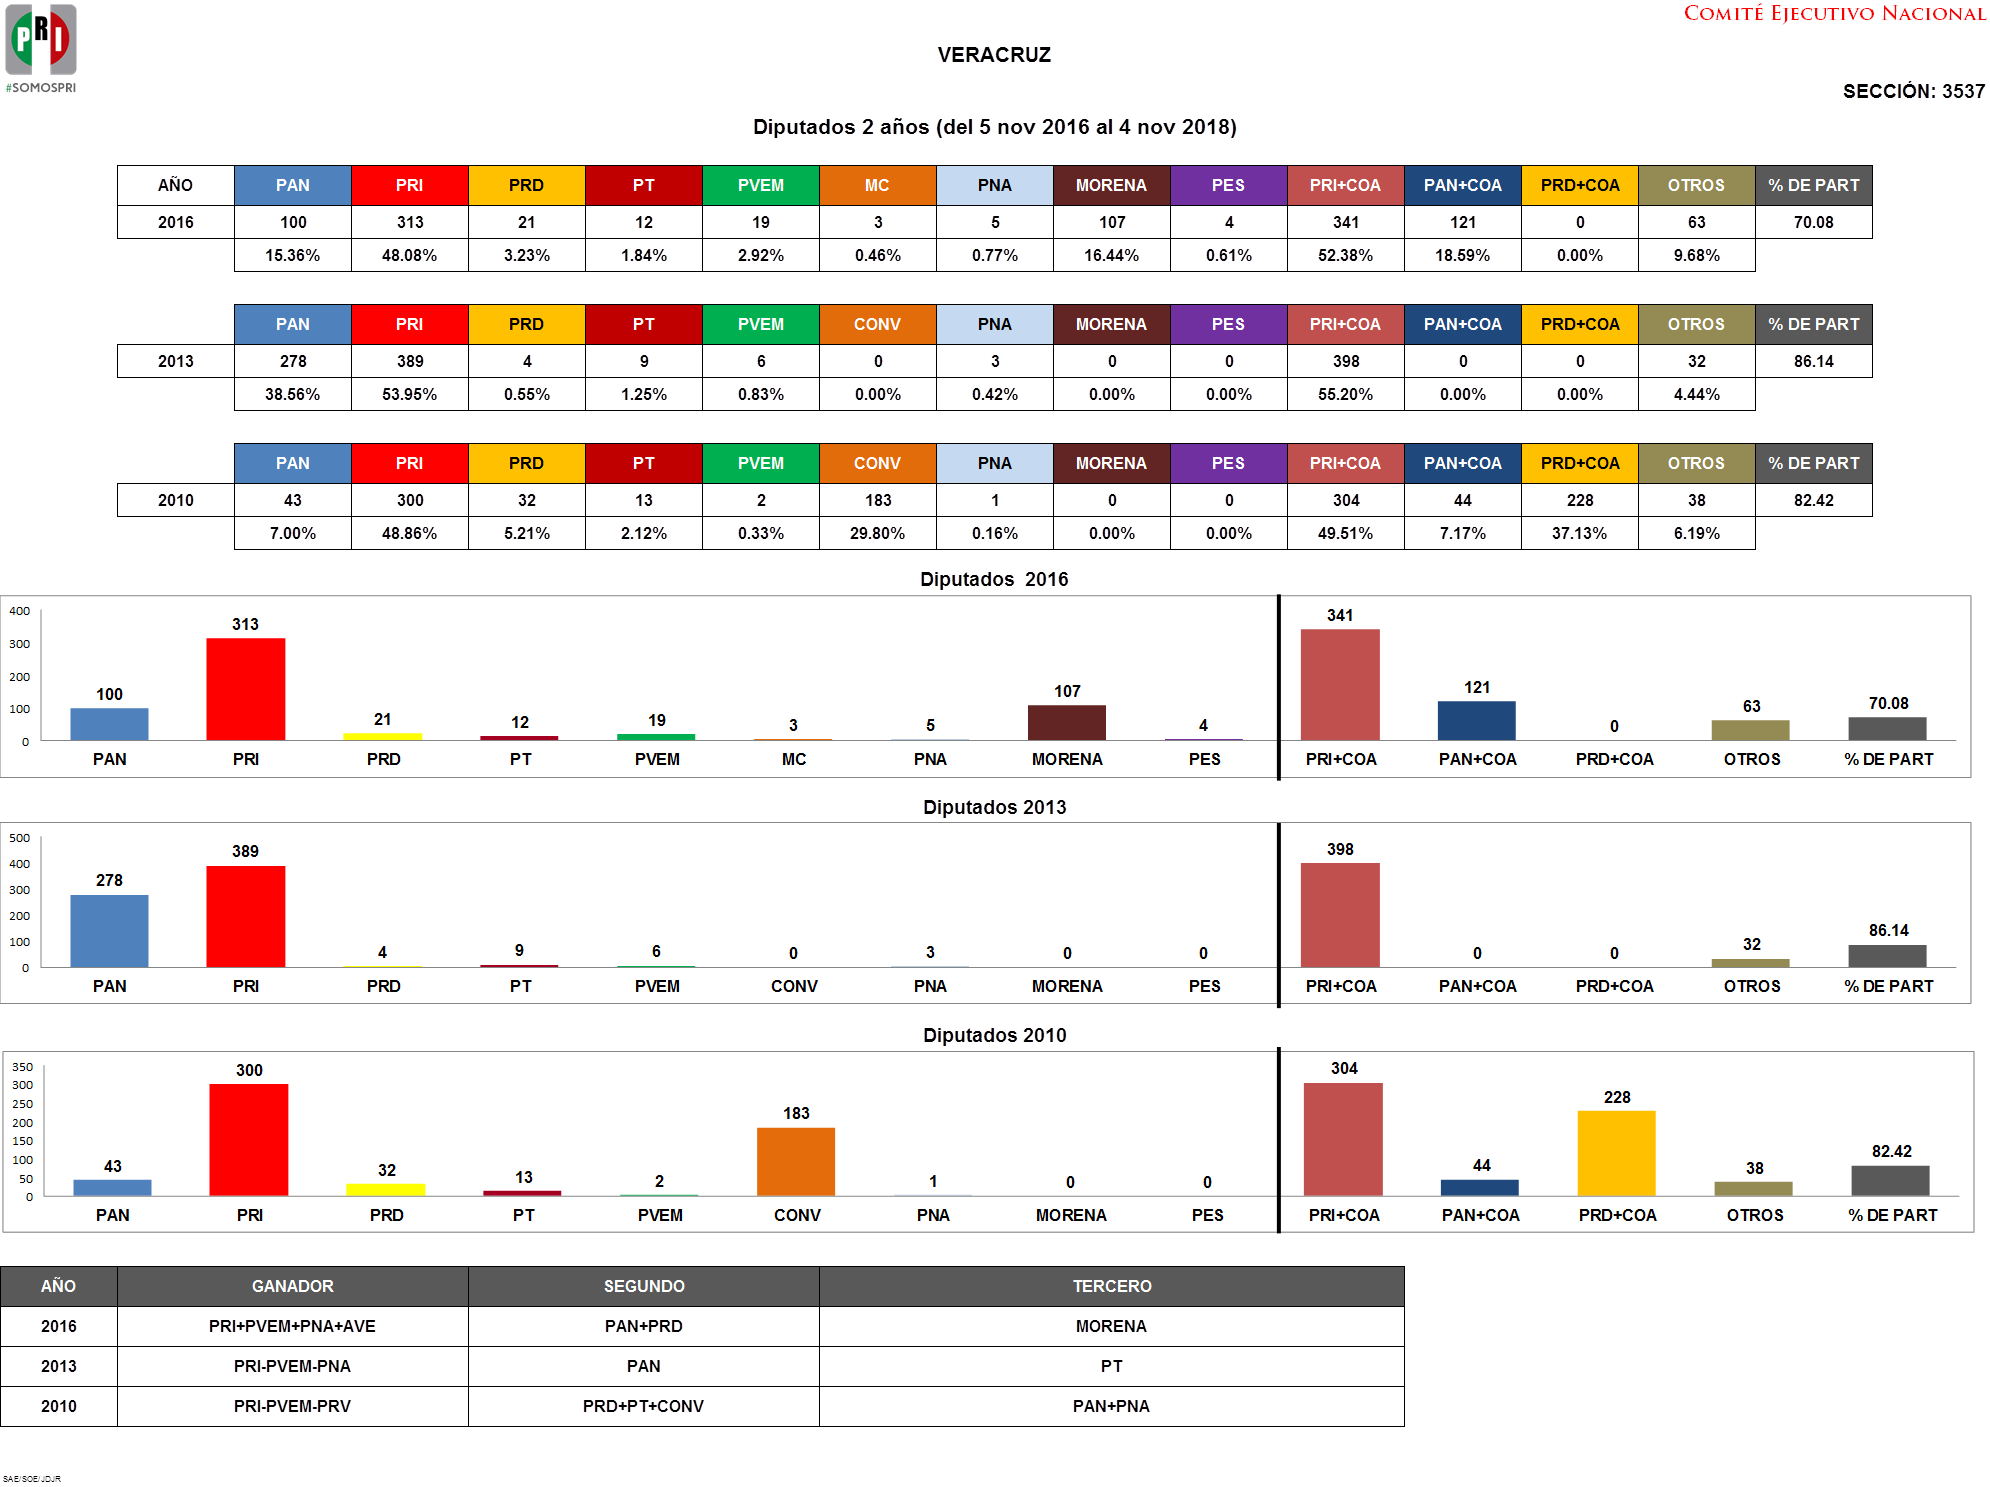 COMITÉ EJECUTIVO NACIONAL
PRI
#SOMOSPRI
VERACRUZ
SECCIÓN: 3537
Diputados 2 años (del 5 nov 2016 al 4 nov 2018)
AÑO PAN PRI PRD PT PVEM MC PNA MORENA PES PRI+COA PAN+COA PRD+COA OTROS % DE PART
2016 100 313 21 12 19 3 5 107 4 341 121 0 63 70.08
15.36% 48.08% 3.23% 1.84% 2.92% 0.46% 0.77% 16.44% 0.61% 52.38% 18.59% 0.00% 9.68%
PAN PRI PRD PT PVEM CONV PNA MORENA PES PRI+COA PAN+COA PRD+COA OTROS % DE PART
2013 278 389 4 9 6 0 3 0 0 398 0 0 32 86.14
38.56% 53.95% 0.55% 1.25% 0.83% 0.00% 0.42% 0.00% 0.00% 55.20% 0.00% 0.00% 4.44%
PAN PRI PRD PT PVEM CONV PNA MORENA PES PRI+COA PAN+COA PRD+COA OTROS % DE PART
2010 43 300 32 13 2 183 1 0 0 304 44 228 38 82.42
7.00% 48.86% 5.21% 2.12% 0.33% 29.80% 0.16% 0.00% 0.00% 49.51% 7.17% 37.13% 6.19%
Diputados 2016
400
300
200
100
0
100 313 21 12 19 3 5 107 4 341 121 0 63 70.08
PAN PRI PRD PT PVEM MC PNA MORENA PES PRI+COA PAN+COA PRD+COA OTROS % DE PART
Diputados 2013
500
400
300
200
100
0
278 389 4 9 6 0 3 0 0 398 0 0 32 86.14
PAN PRI PRD PT PVEM CONV PNA MORENA PES PRI+COA PAN+COA PRD+COA OTROS % DE PART
Diputados 2010
350
300
250
200
150
100
50
0
43 300 32 13 2 183 1 0 0 304 44 228 38 82.42
PAN PRI PRD PT PVEM CONV PNA MORENA PES PRI+COA PAN+COA PRD+COA OTROS % DE PART
AÑO GANADOR SEGUNDO TERCERO
2016 PRI+PVEM+PNA+AVE PAN+PRD MORENA
2013 PRI-PVEM-PNA PAN PT
2010 PRI-PVEM-PRV PRD+PT+CONV PAN+PNA
SAE/SOE/JDJR